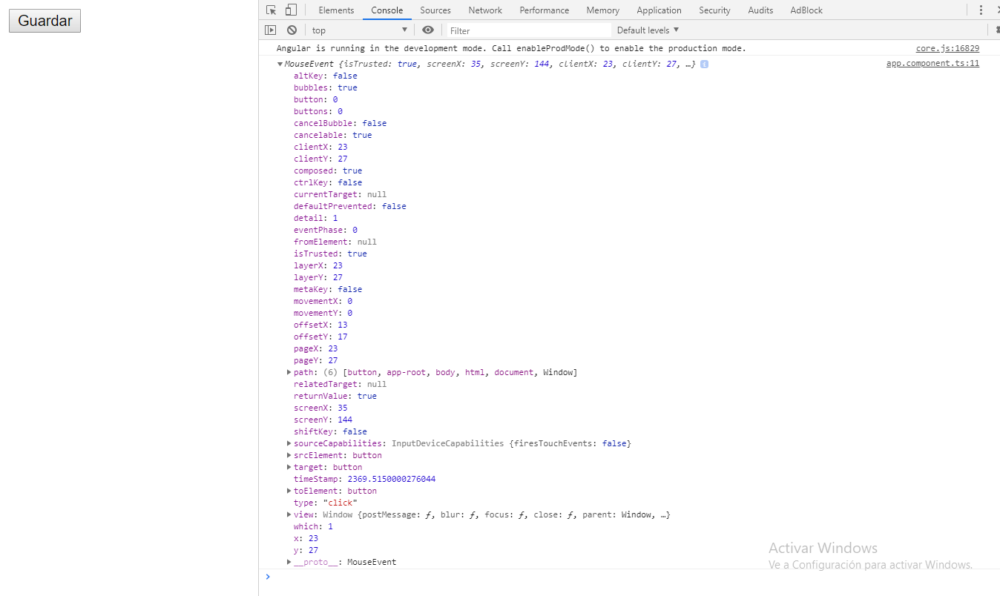 Guardar
Elements Console Sources Network Performance Memory Application Security Audits AdBlock
top Filter Default levels
Angular is running in the development mode. Call enableProdMode() to enable the production mode. core.js:16829
MouseEvent {isTrusted: true, screenX: 35, screenY: 144, clientX: 23, clientY: 27, …} i app.component.ts:11
altKey: false
bubbles: true
button: 0
buttons: 0
cancelBubble: false
cancelable: true
clientX: 23
clientY: 27
composed: true
ctrlKey: false
currentTarget: null
defaultPrevented: false
detail: 1
eventPhase: 0
fromElement: null
isTrusted: true
layerX: 23
layerY: 27
metaKey: false
movementX: 0
movementY: 0
offsetX: 13
offsetY: 17
pageX: 23
pageY: 27
path: (6) [button, app-root, body, html, document, Window]
relatedTarget: null
returnValue: true
screenX: 35
screenY: 144
shiftKey: false
sourceCapabilities: InputDeviceCapabilities {firesTouchEvents: false}
srcElement: button
target: button
timeStamp: 2369.5150000276044
toElement: button
type: "click"
view: Window {postMessage: ƒ, blur: ƒ, focus: ƒ, close: ƒ, parent: Window, …}
which: 1
x: 23
y: 27
__proto__: MouseEvent
Activar Windows
Ve a Configuración para activar Windows.